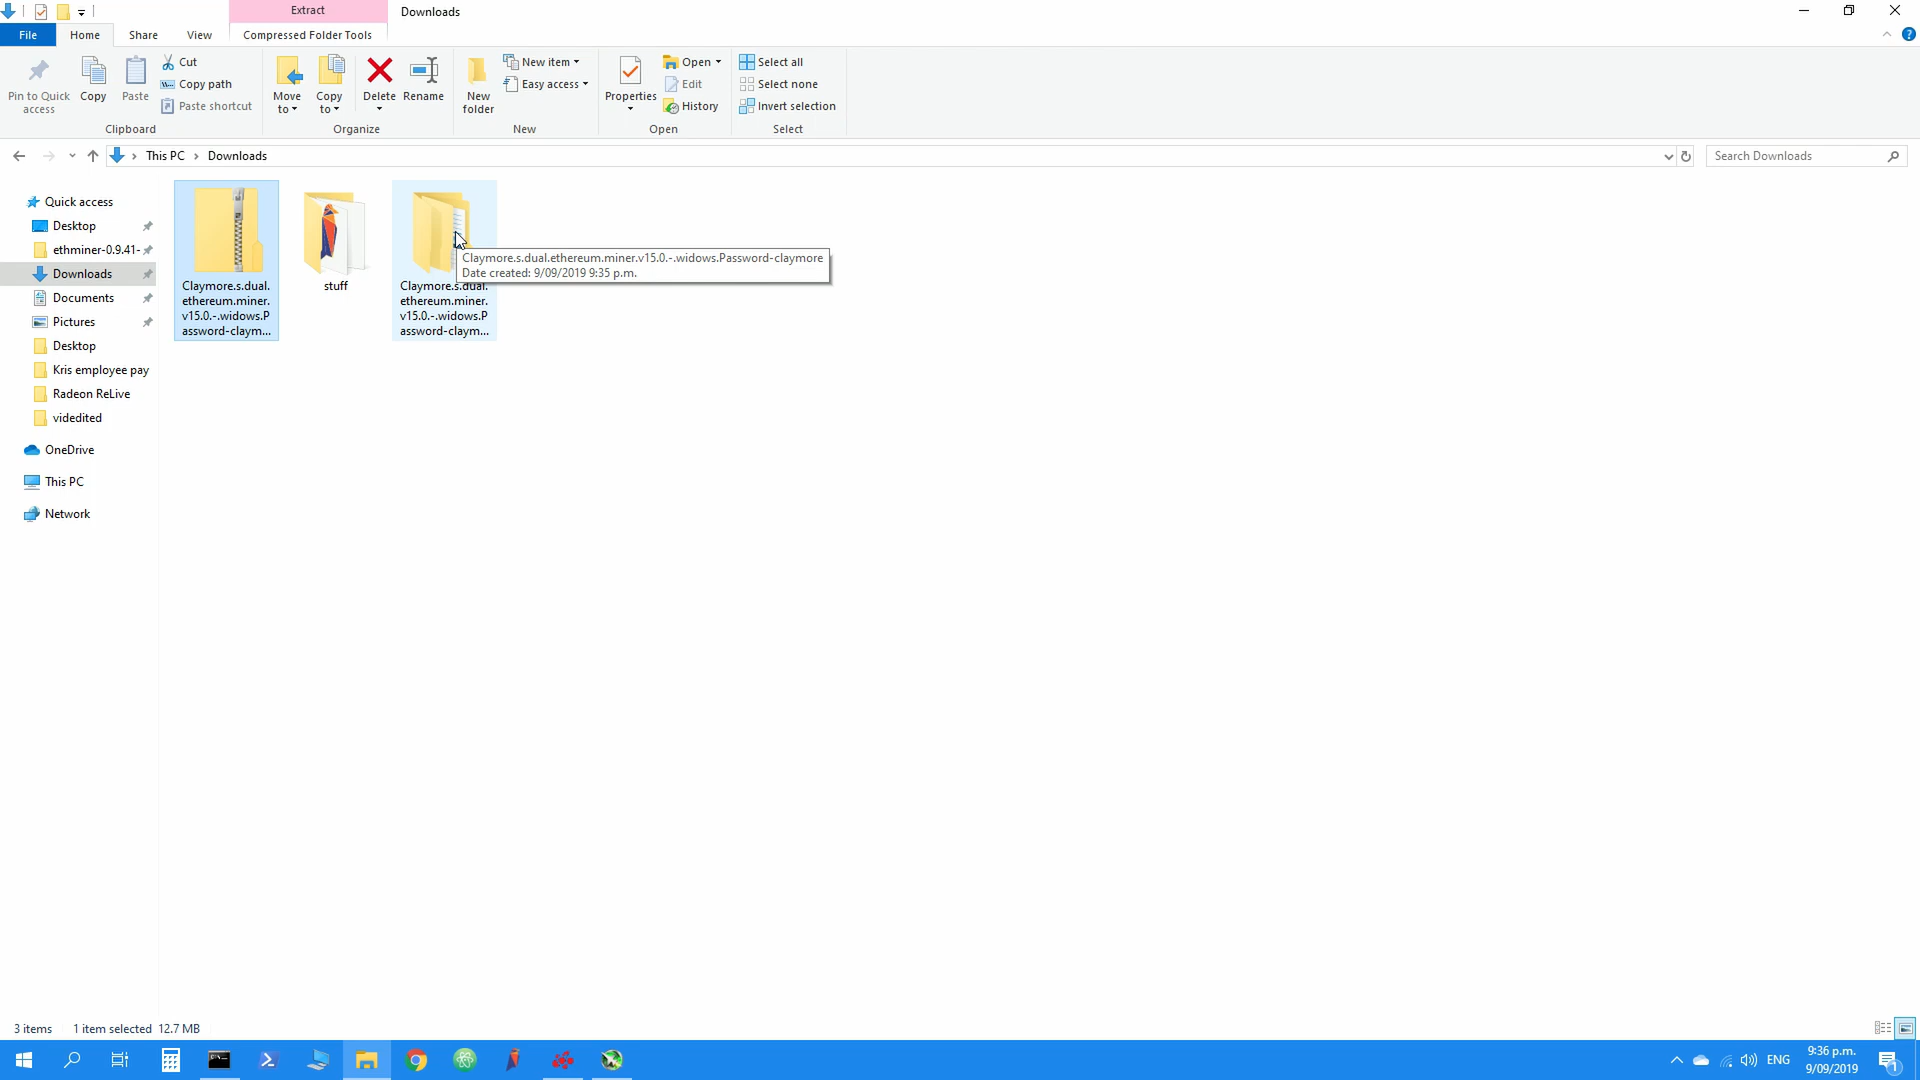 Extract
Downloads
File
Home
Share
View
Compressed Folder Tools
Pin to Quick
access
Copy
Paste
Cut
Copy path
Paste shortcut
Clipboard
Move
to
Copy
to
Delete
Rename
Organize
New
folder
New item
Easy access
New
Properties
Open
Edit
History
Open
Select all
Select none
Invert selection
Select
This PC
Downloads
Search Downloads
Quick access
Desktop
ethminer-0.9.41-
Downloads
Documents
Pictures
Desktop
Kris employee pay
Radeon ReLive
videdited
OneDrive
This PC
Network
Claymore.s.dual.
ethereum.miner.
v15.0.-.widows.P
assword-claym...
stuff
Claymore.s.dual.
ethereum.miner.
v15.0.-.widows.P
assword-claym...
Claymore.s.dual.ethereum.miner.v15.0.-.widows.Password-claymore
Date created: 9/09/2019 9:35 p.m.
3 items
1 item selected 12.7 MB
ENG
9:36 p.m.
9/09/2019
1